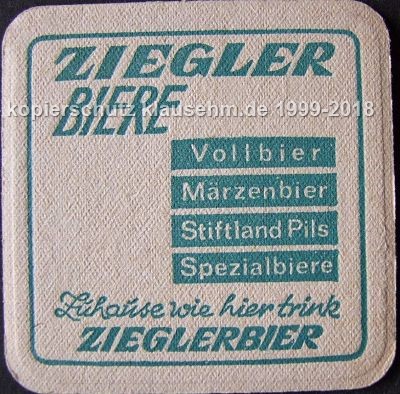 ZIEGLER
BIERE
kopierschutz klausehm.de 1999-2018
Vollbier
Märzenbier
Stiftland Pils
Spezialbiere
Zuhause wie hier trink
ZIEGLERBIER